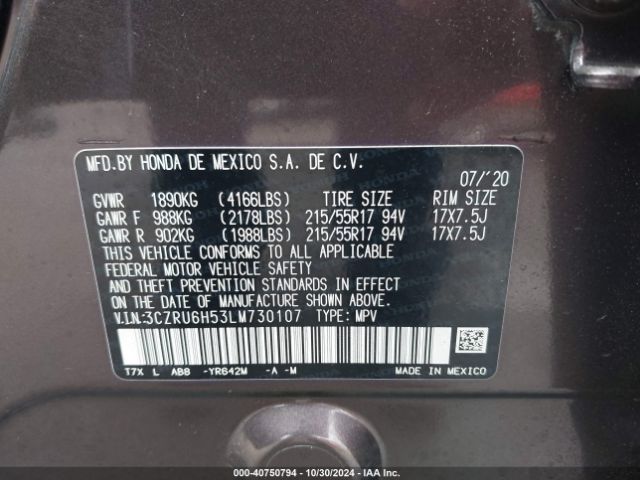 MFD.BY HONDA DE MEXICO S.A. DE C.V.
07/'20
GVWR 1890KG (4166LBS) TIRE SIZE RIM SIZE
GAWR F 988KG (2178LBS) 215/55R17 94V 17X7.5J
GAWR R 902KG (1988LBS) 215/55R17 94V 17X7.5J
THIS VEHICLE CONFORMS TO ALL APPLICABLE
FEDERAL MOTOR VEHICLE SAFETY
AND THEFT PREVENTION STANDARDS IN EFFECT
ON THE DATE OF MANUFACTURE SHOWN ABOVE.
V.I.N.:3CZRU6H53LM730107 TYPE: MPV
T7X L AB8 -YR642M -A -M MADE IN MEXICO
000-40750794 - 10/30/2024 - IAAI.COM